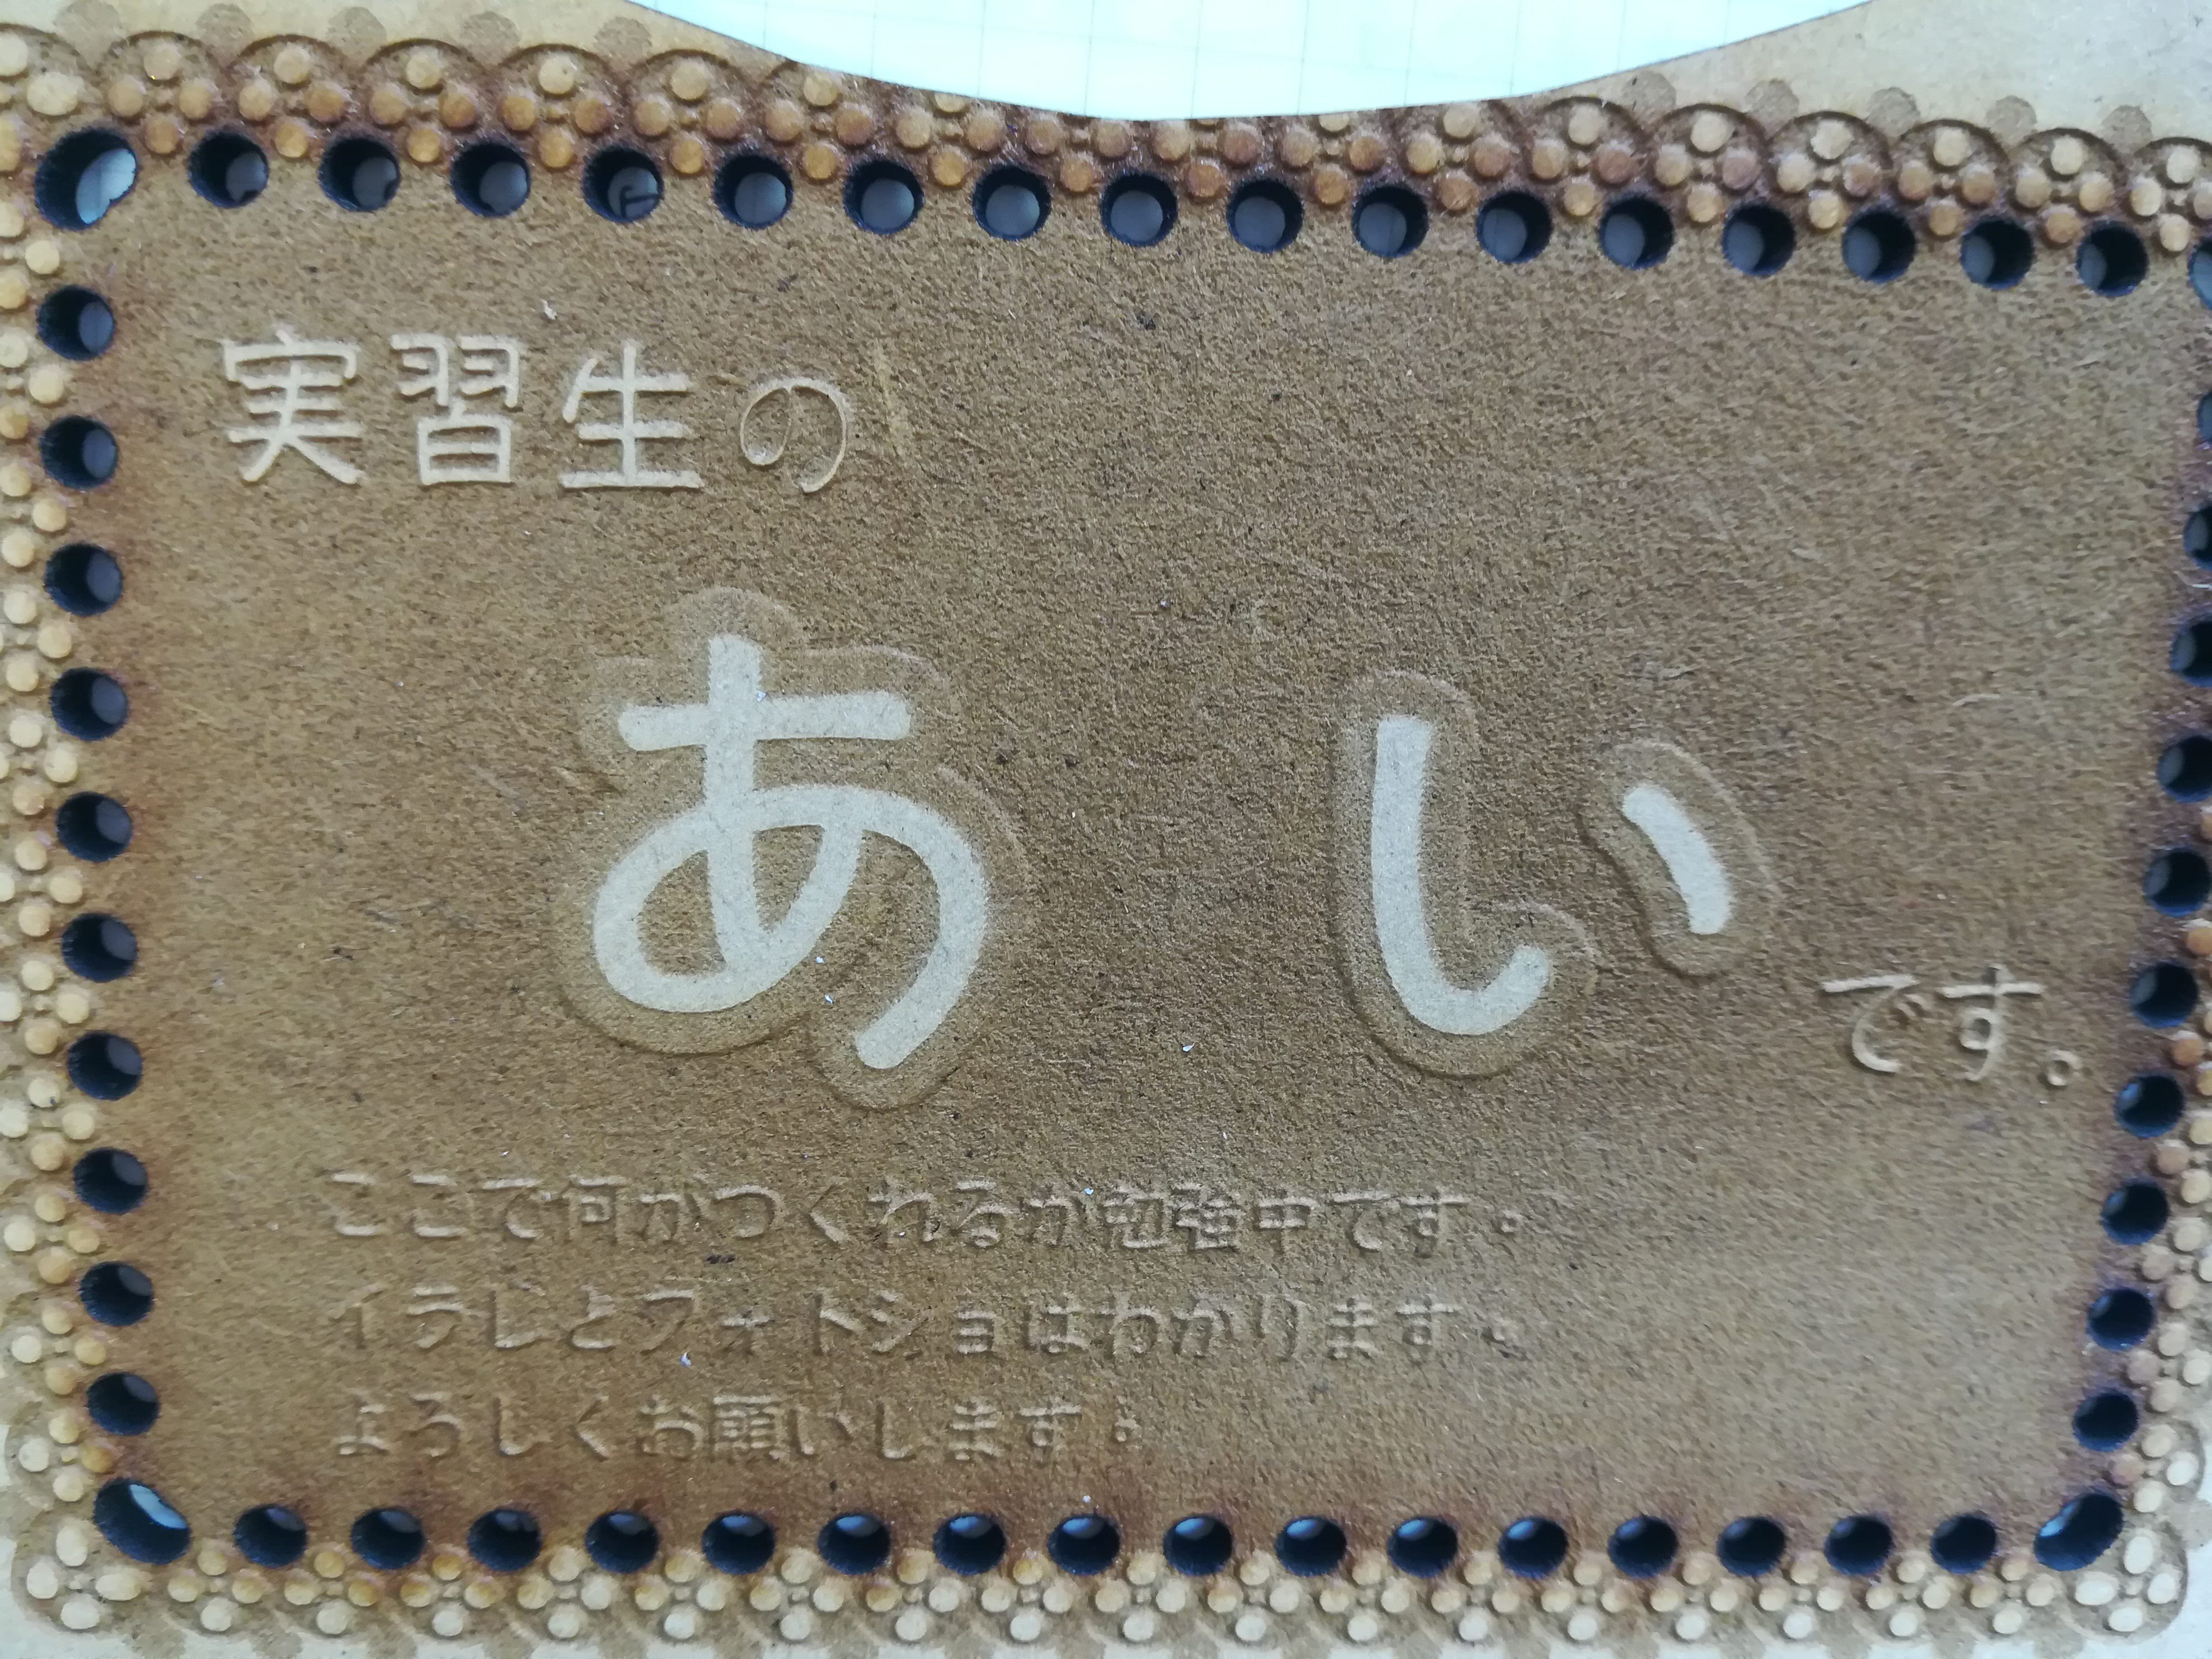 実習生の
あい
です。
ここで何がつくれるか勉強中です。
イラレとフォトショはわかります。
よろしくお願いします。